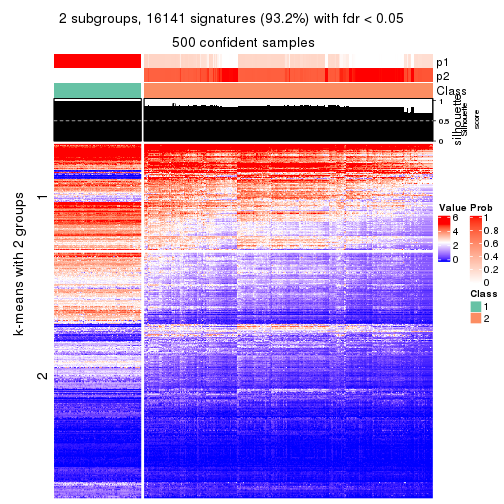 2 subgroups, 16141 signatures (93.2%) with fdr < 0.05
500 confident samples
p1
p2
Class
1
0.5
0
silhouette
Silhouette
score
k-means with 2 groups
1
2
Value
6
4
2
0
Prob
1
0.8
0.6
0.4
0.2
0
Class
1
2